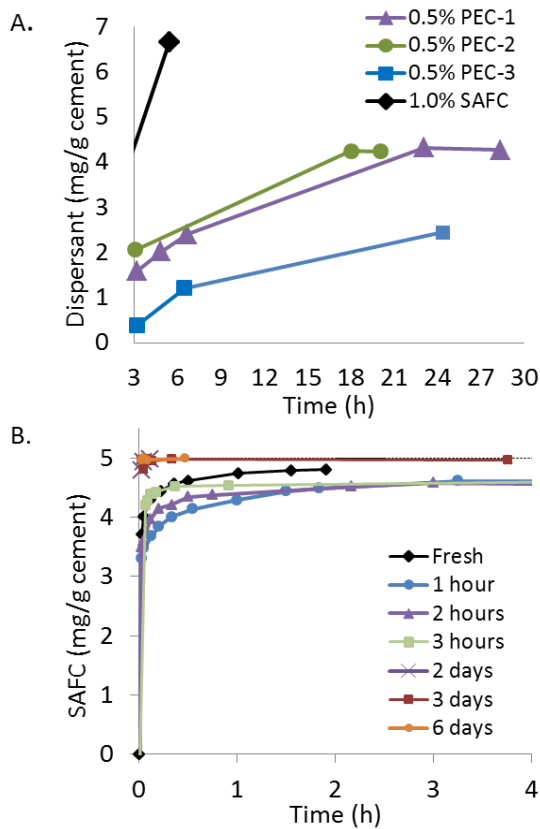 A.
Dispersant (mg/g cement)
7
6
5
4
3
2
1
0
0.5% PEC-1
0.5% PEC-2
0.5% PEC-3
1.0% SAFC
3 6 9 12 15 18 21 24 27 30
Time (h)
B.
SAFC (mg/g cement)
5
4
3
2
1
0
Fresh
1 hour
2 hours
3 hours
2 days
3 days
6 days
0 1 2 3 4
Time (h)